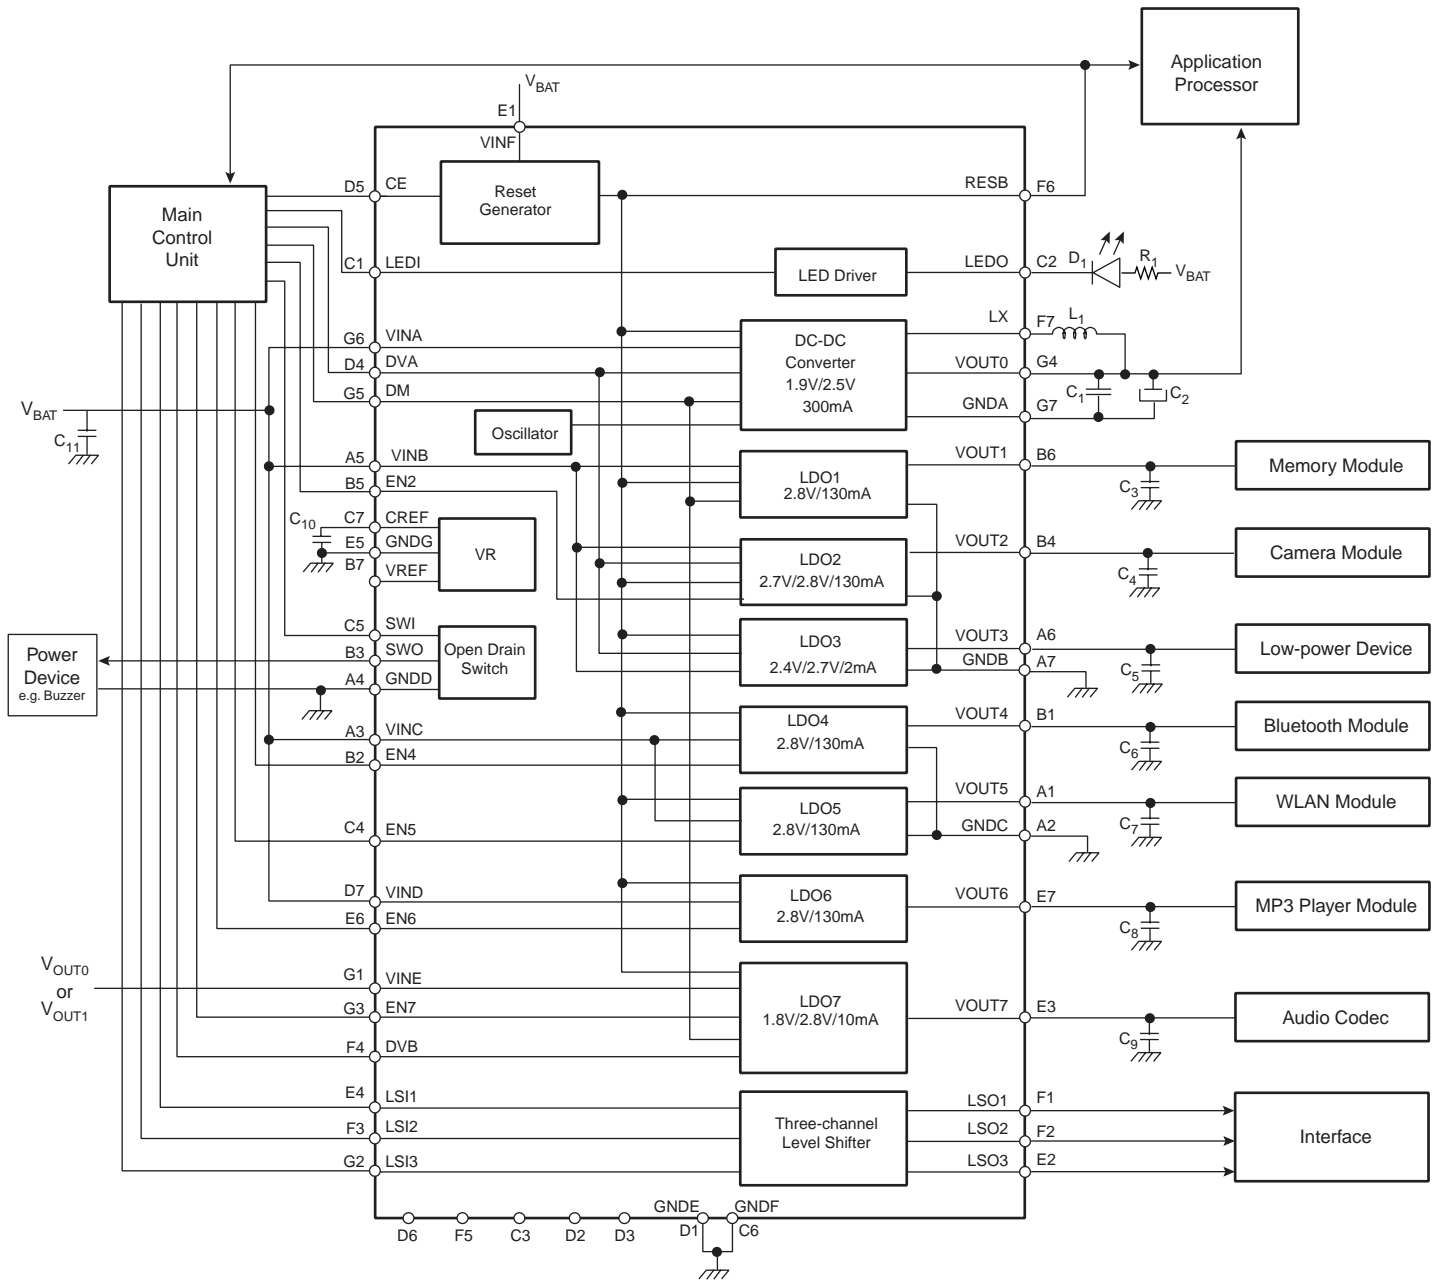 Application
Processor
VBAT
E1
VINF
Main
Control
Unit
D5
CE
Reset
Generator
RESB
F6
C1
LEDI
LED Driver
LEDO
C2
D1
R1
VBAT
G6
VINA
D4
DVA
G5
DM
DC-DC
Converter
1.9V/2.5V
300mA
LX
F7
L1
VOUT0
G4
GNDA
G7
C1
C2
VBAT
C11
Oscillator
A5
VINB
B5
EN2
LDO1
2.8V/130mA
VOUT1
B6
C3
Memory Module
C10
C7
CREF
E5
GNDG
B7
VREF
VR
LDO2
2.7V/2.8V/130mA
VOUT2
B4
C4
Camera Module
C5
SWI
B3
SWO
A4
GNDD
Open Drain
Switch
Power
Device
e.g. Buzzer
LDO3
2.4V/2.7V/2mA
VOUT3
A6
GNDB
A7
C5
Low-power Device
A3
VINC
B2
EN4
LDO4
2.8V/130mA
VOUT4
B1
C6
Bluetooth Module
C4
EN5
LDO5
2.8V/130mA
VOUT5
A1
GNDC
A2
C7
WLAN Module
D7
VIND
E6
EN6
LDO6
2.8V/130mA
VOUT6
E7
C8
MP3 Player Module
VOUT0
or
VOUT1
G1
VINE
G3
EN7
F4
DVB
LDO7
1.8V/2.8V/10mA
VOUT7
E3
C9
Audio Codec
E4
LSI1
F3
LSI2
G2
LSI3
Three-channel
Level Shifter
LSO1
F1
LSO2
F2
LSO3
E2
Interface
GNDE
GNDF
D6
F5
C3
D2
D3
D1
C6